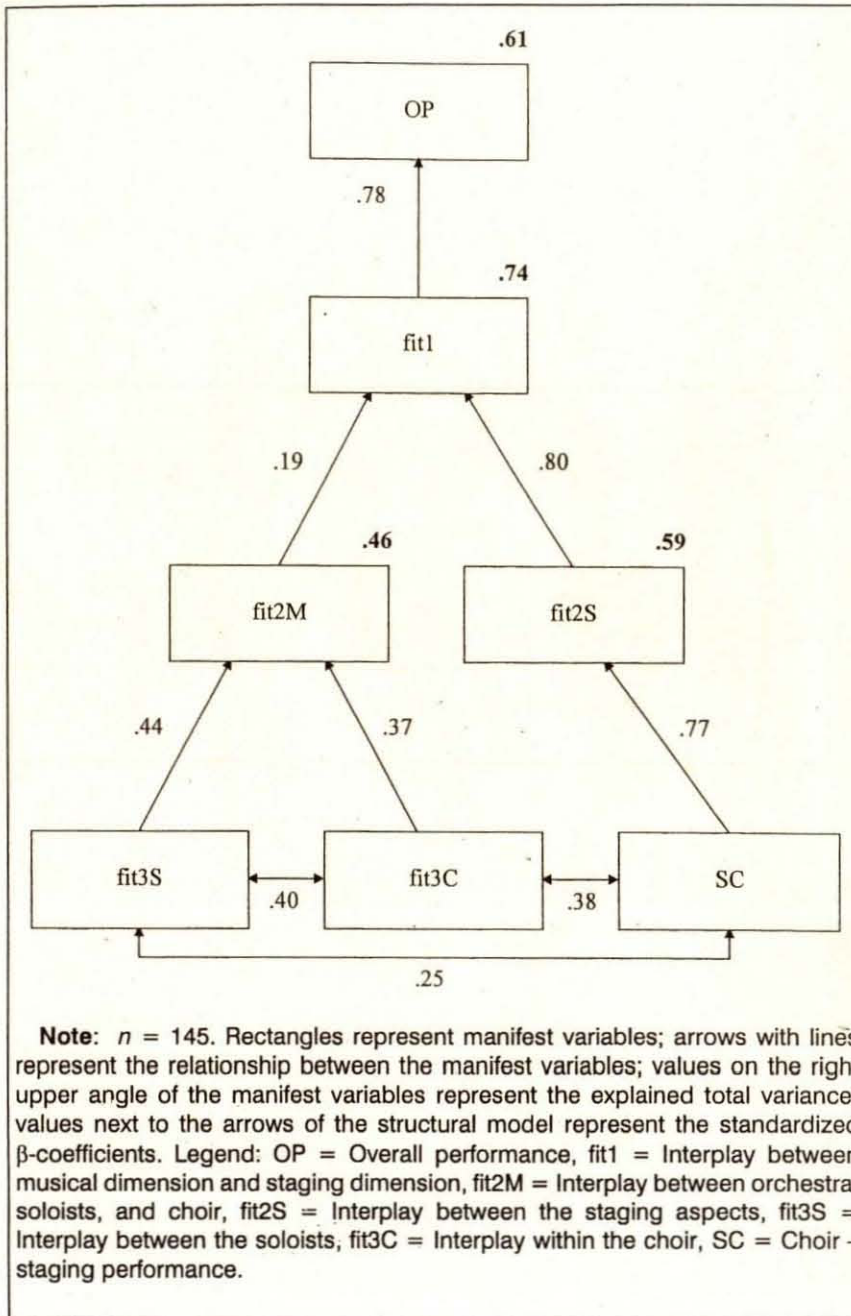 .61
OP
.78
.74
fit1
.19
.80
.46
.59
fit2M
fit2S
.44
.37
.77
fit3S
fit3C
SC
.40
.38
.25
Note: n = 145. Rectangles represent manifest variables; arrows with lines
represent the relationship between the manifest variables; values on the righ
upper angle of the manifest variables represent the explained total variance
values next to the arrows of the structural model represent the standardized
β-coefficients. Legend: OP = Overall performance, fit1 = Interplay between
musical dimension and staging dimension, fit2M = Interplay between orchestra
soloists, and choir, fit2S = Interplay between the staging aspects, fit3S =
Interplay between the soloists, fit3C = Interplay within the choir, SC = Choir -
staging performance.